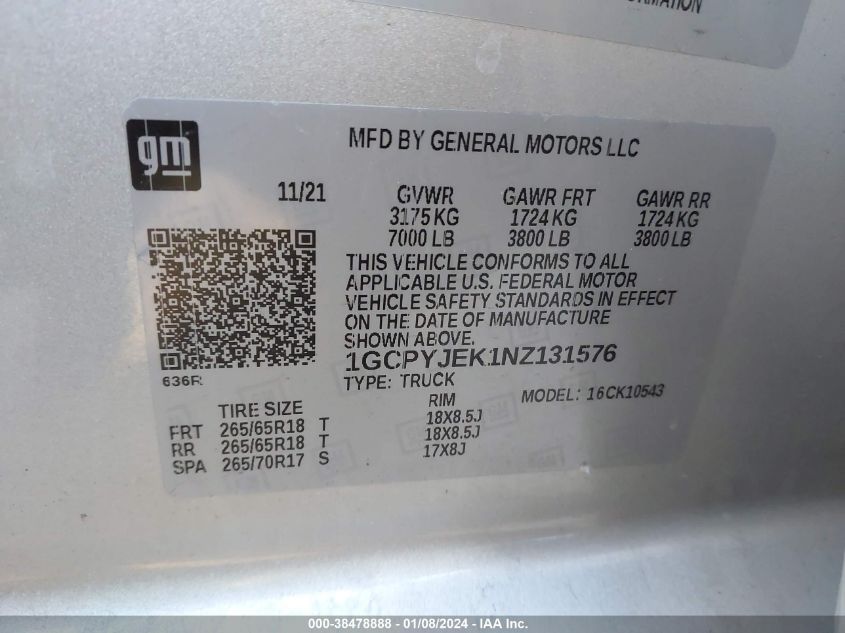 FORMATION
gm
MFD BY GENERAL MOTORS LLC
11/21 GVWR GAWR FRT GAWR RR
3175 KG 1724 KG 1724 KG
7000 LB 3800 LB 3800 LB
THIS VEHICLE CONFORMS TO ALL
APPLICABLE U.S. FEDERAL MOTOR
VEHICLE SAFETY STANDARDS IN EFFECT
ON THE DATE OF MANUFACTURE
SHOWN ABOVE.
1GCPYJEK1NZ131576
636R TYPE: TRUCK
TIRE SIZE RIM MODEL: 16CK10543
FRT 265/65R18 T 18X8.5J
RR 265/65R18 T 18X8.5J
SPA 265/70R17 S 17X8J
000-38478888 - 01/08/2024 - IAA Inc.